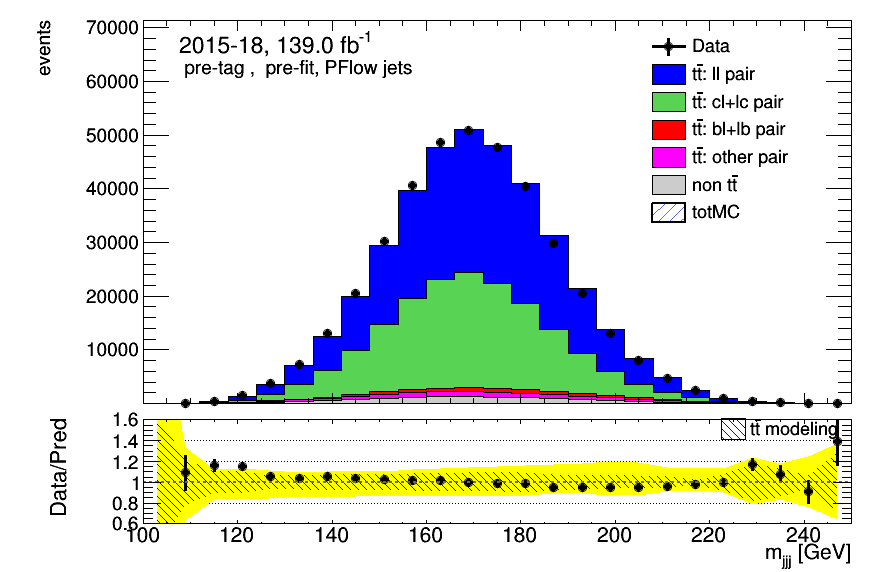 events
70000
60000
50000
40000
30000
20000
10000
2015-18, 139.0 fb⁻¹
pre-tag , pre-fit, PFlow jets
Data
tt̄: ll pair
tt̄: cl+lc pair
tt̄: bl+lb pair
tt̄: other pair
non tt̄
totMC
Data/Pred
1.6
1.4
1.2
1
0.8
0.6
tt̄ modeling
100 120 140 160 180 200 220 240
m_jjj [GeV]